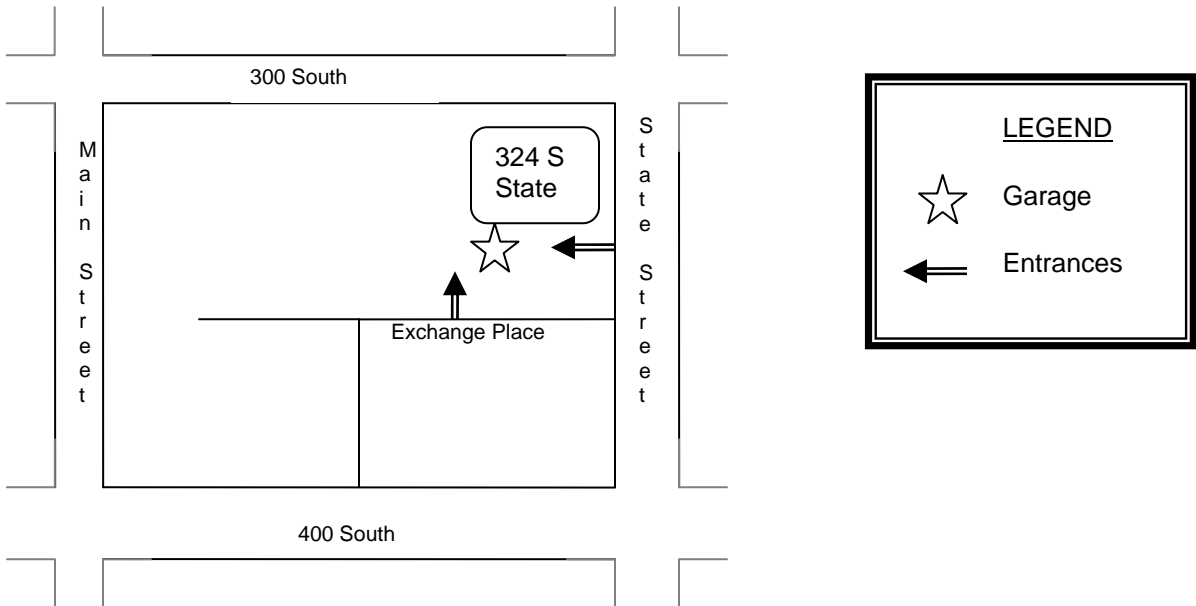 300 South
Main Street
324 S
State
State Street
Exchange Place
400 South
LEGEND
Garage
Entrances